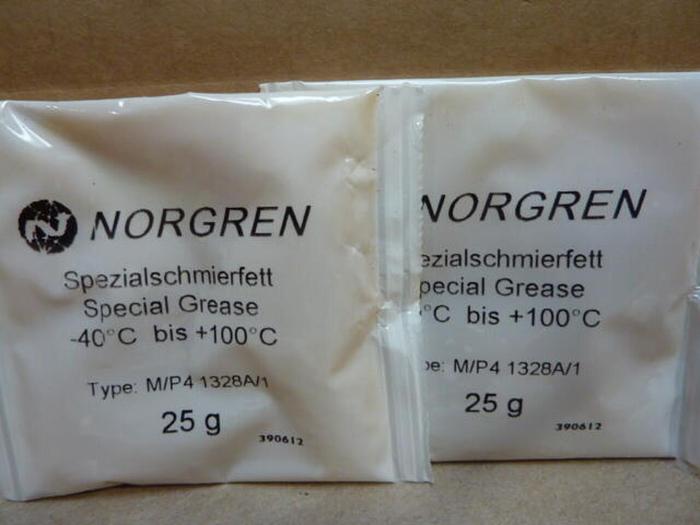 NORGREN
Spezialschmierfett
Special Grease
-40°C bis +100°C
Type: M/P4 1328A/1
25 g
390612
NORGREN
ezialschmierfett
pecial Grease
°C bis +100°C
pe: M/P4 1328A/1
25 g
390612